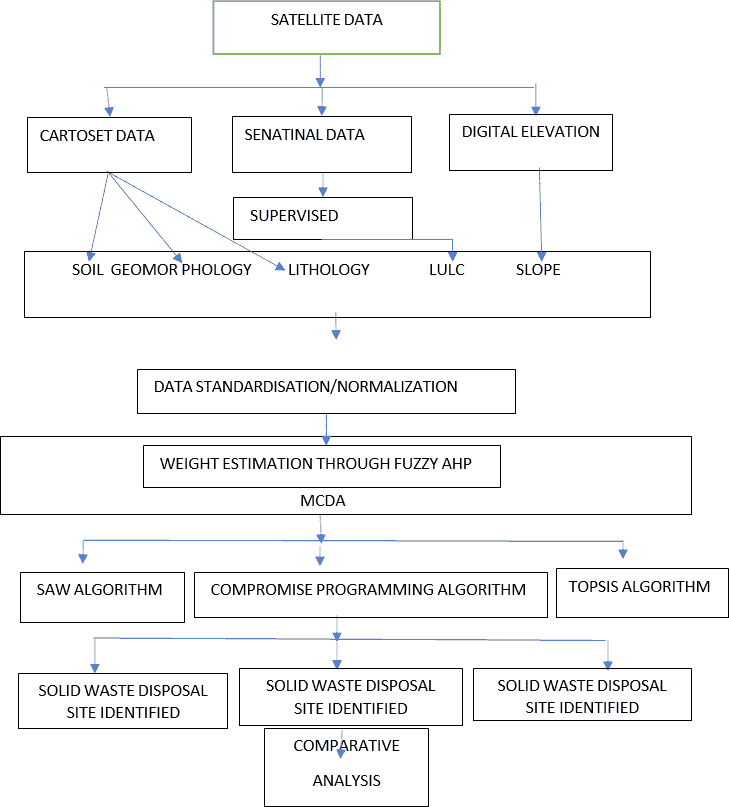 SATELLITE DATA
CARTOSET DATA
SENATINAL DATA
DIGITAL ELEVATION
SUPERVISED
SOIL GEOMOR PHOLOGY LITHOLOGY LULC SLOPE
DATA STANDARDISATION/NORMALIZATION
WEIGHT ESTIMATION THROUGH FUZZY AHP
MCDA
SAW ALGORITHM
COMPROMISE PROGRAMMING ALGORITHM
TOPSIS ALGORITHM
SOLID WASTE DISPOSAL
SITE IDENTIFIED
SOLID WASTE DISPOSAL
SITE IDENTIFIED
SOLID WASTE DISPOSAL
SITE IDENTIFIED
COMPARATIVE
ANALYSIS